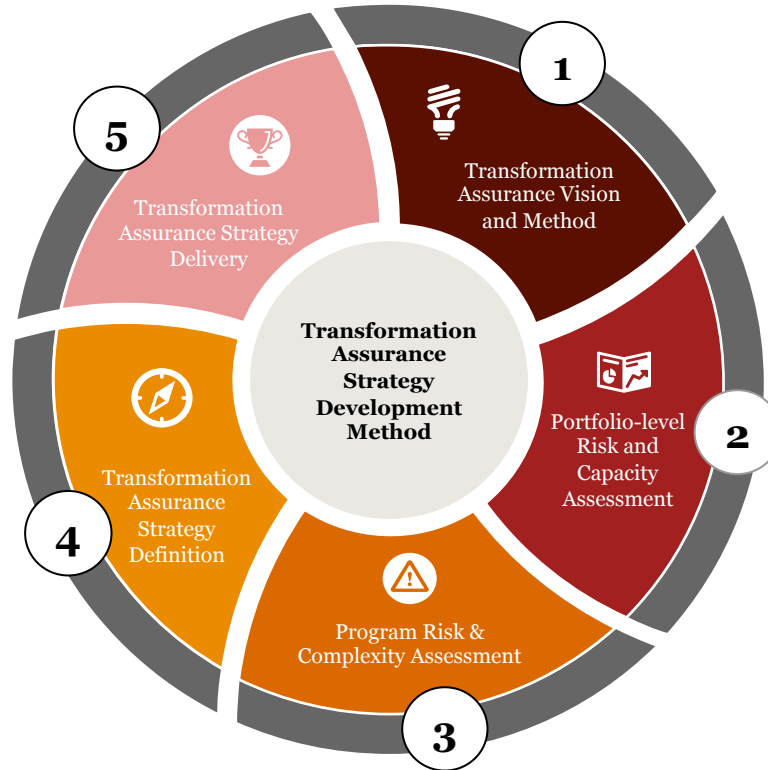 1
Transformation
Assurance Vision
and Method
2
Portfolio-level
Risk and
Capacity
Assessment
3
Program Risk &
Complexity Assessment
4
Transformation
Assurance
Strategy
Definition
5
Transformation
Assurance Strategy
Delivery
Transformation
Assurance
Strategy
Development
Method